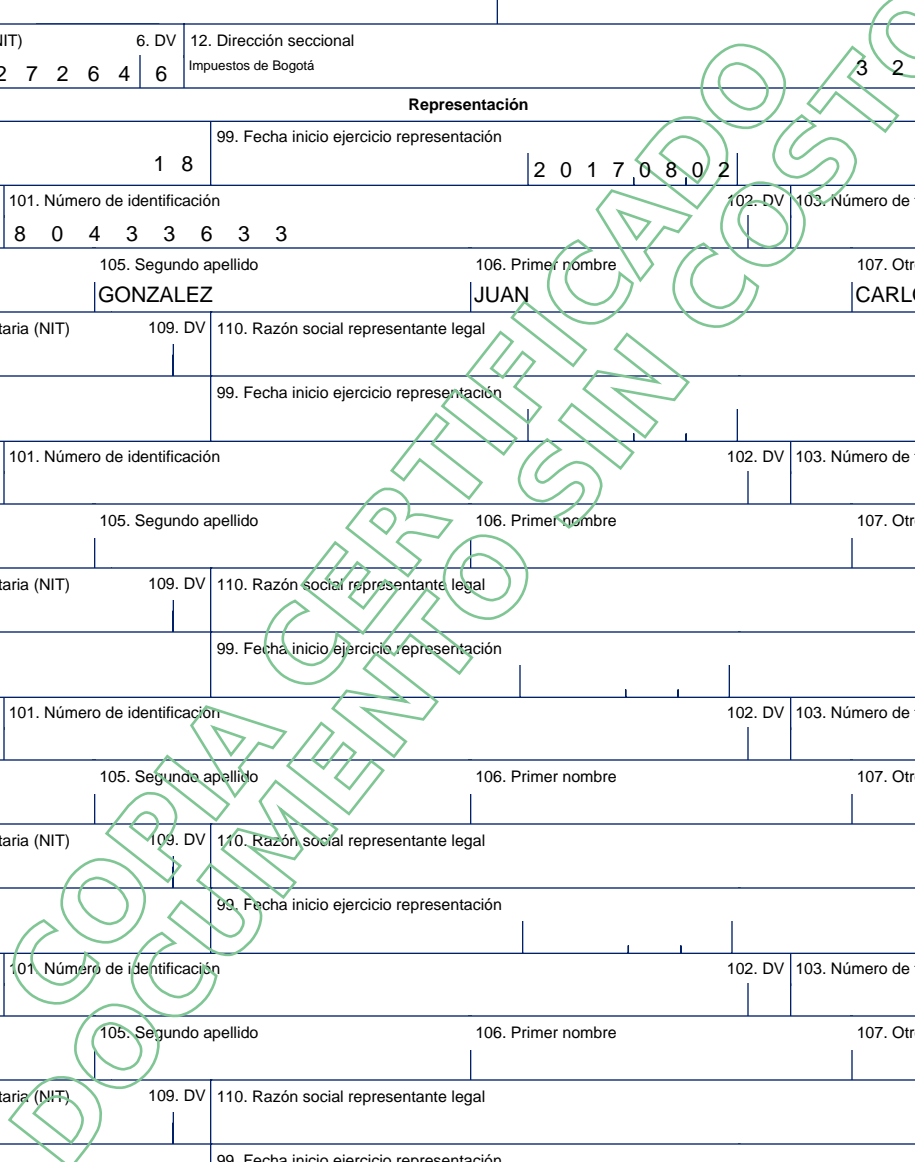 NIT) 6. DV 12. Dirección seccional
2 7 2 6 4 6 Impuestos de Bogotá 3 2
Representación
99. Fecha inicio ejercicio representación
1 8 2 0 1 7 0 8 0 2
101. Número de identificación 102. DV 103. Número de
8 0 4 3 3 6 3 3
105. Segundo apellido 106. Primer nombre 107. Otr
GONZALEZ JUAN CARLO
taria (NIT) 109. DV 110. Razón social representante legal
99. Fecha inicio ejercicio representación
101. Número de identificación 102. DV 103. Número de
105. Segundo apellido 106. Primer nombre 107. Otr
taria (NIT) 109. DV 110. Razón social representante legal
99. Fecha inicio ejercicio representación
101. Número de identificación 102. DV 103. Número de
105. Segundo apellido 106. Primer nombre 107. Otr
taria (NIT) 109. DV 110. Razón social representante legal
99. Fecha inicio ejercicio representación
101. Número de identificación 102. DV 103. Número de
105. Segundo apellido 106. Primer nombre 107. Otr
taria (NIT) 109. DV 110. Razón social representante legal
99. Fecha inicio ejercicio representación
COPIA CERTIFICADO
DOCUMENTO SIN COSTO